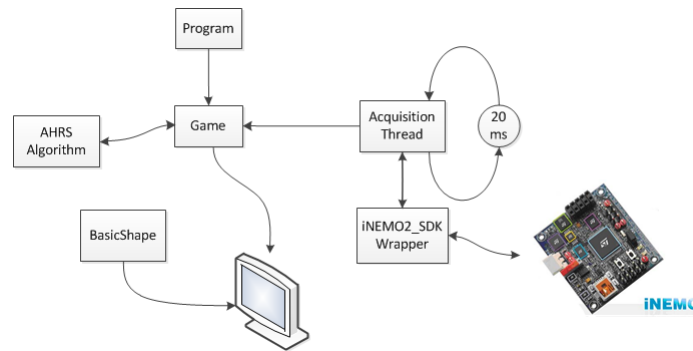 Program
AHRS
Algorithm
Game
Acquisition
Thread
20
ms
BasicShape
iNEMO2_SDK
Wrapper
iNEMO